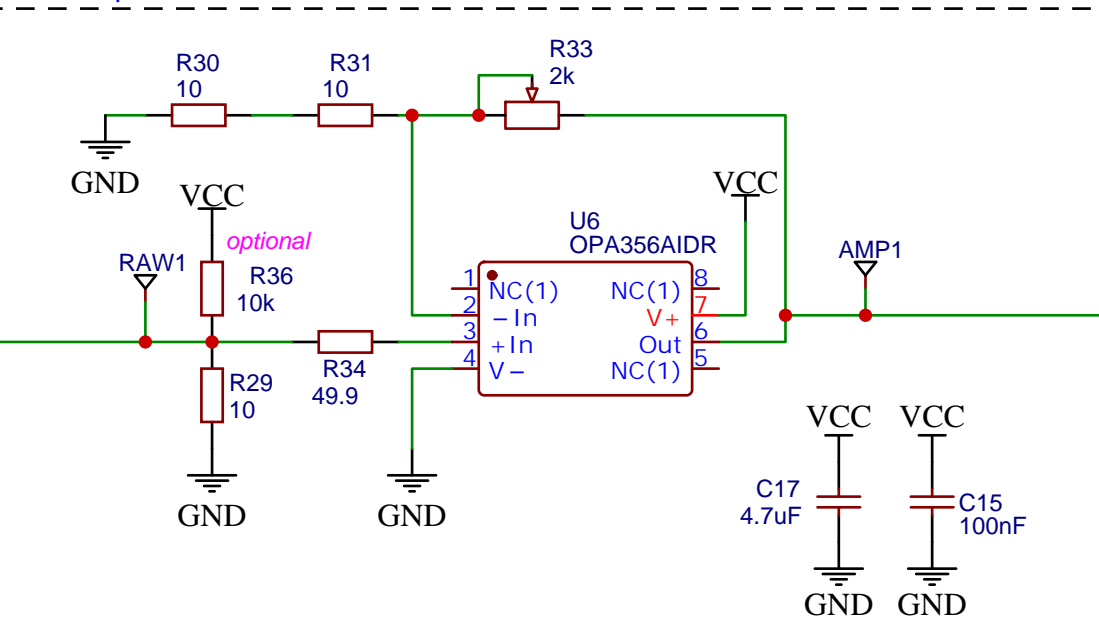 R30
10
R31
10
R33
2k
GND
VCC
optional
RAW1
R36
10k
R34
49.9
R29
10
GND
GND
VCC
U6
OPA356AIDR
1
NC(1)
2
−In
3
+In
4
V−
8
NC(1)
7
V+
6
Out
5
NC(1)
AMP1
VCC
VCC
C17
4.7uF
C15
100nF
GND
GND